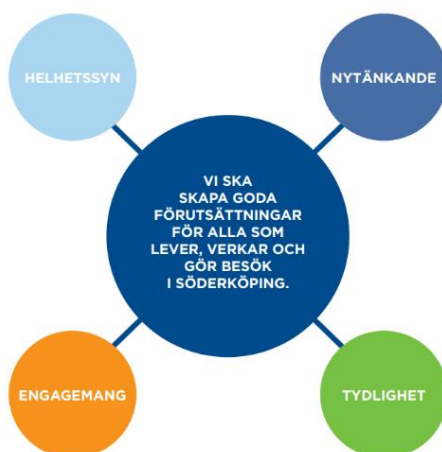 HELHETSSYN
NYTÄNKANDE
VI SKA
SKAPA GODA
FÖRUTSÄTTNINGAR
FÖR ALLA SOM
LEVER, VERKAR OCH
GÖR BESÖK
I SÖDERKÖPING.
ENGAGEMANG
TYDLIGHET